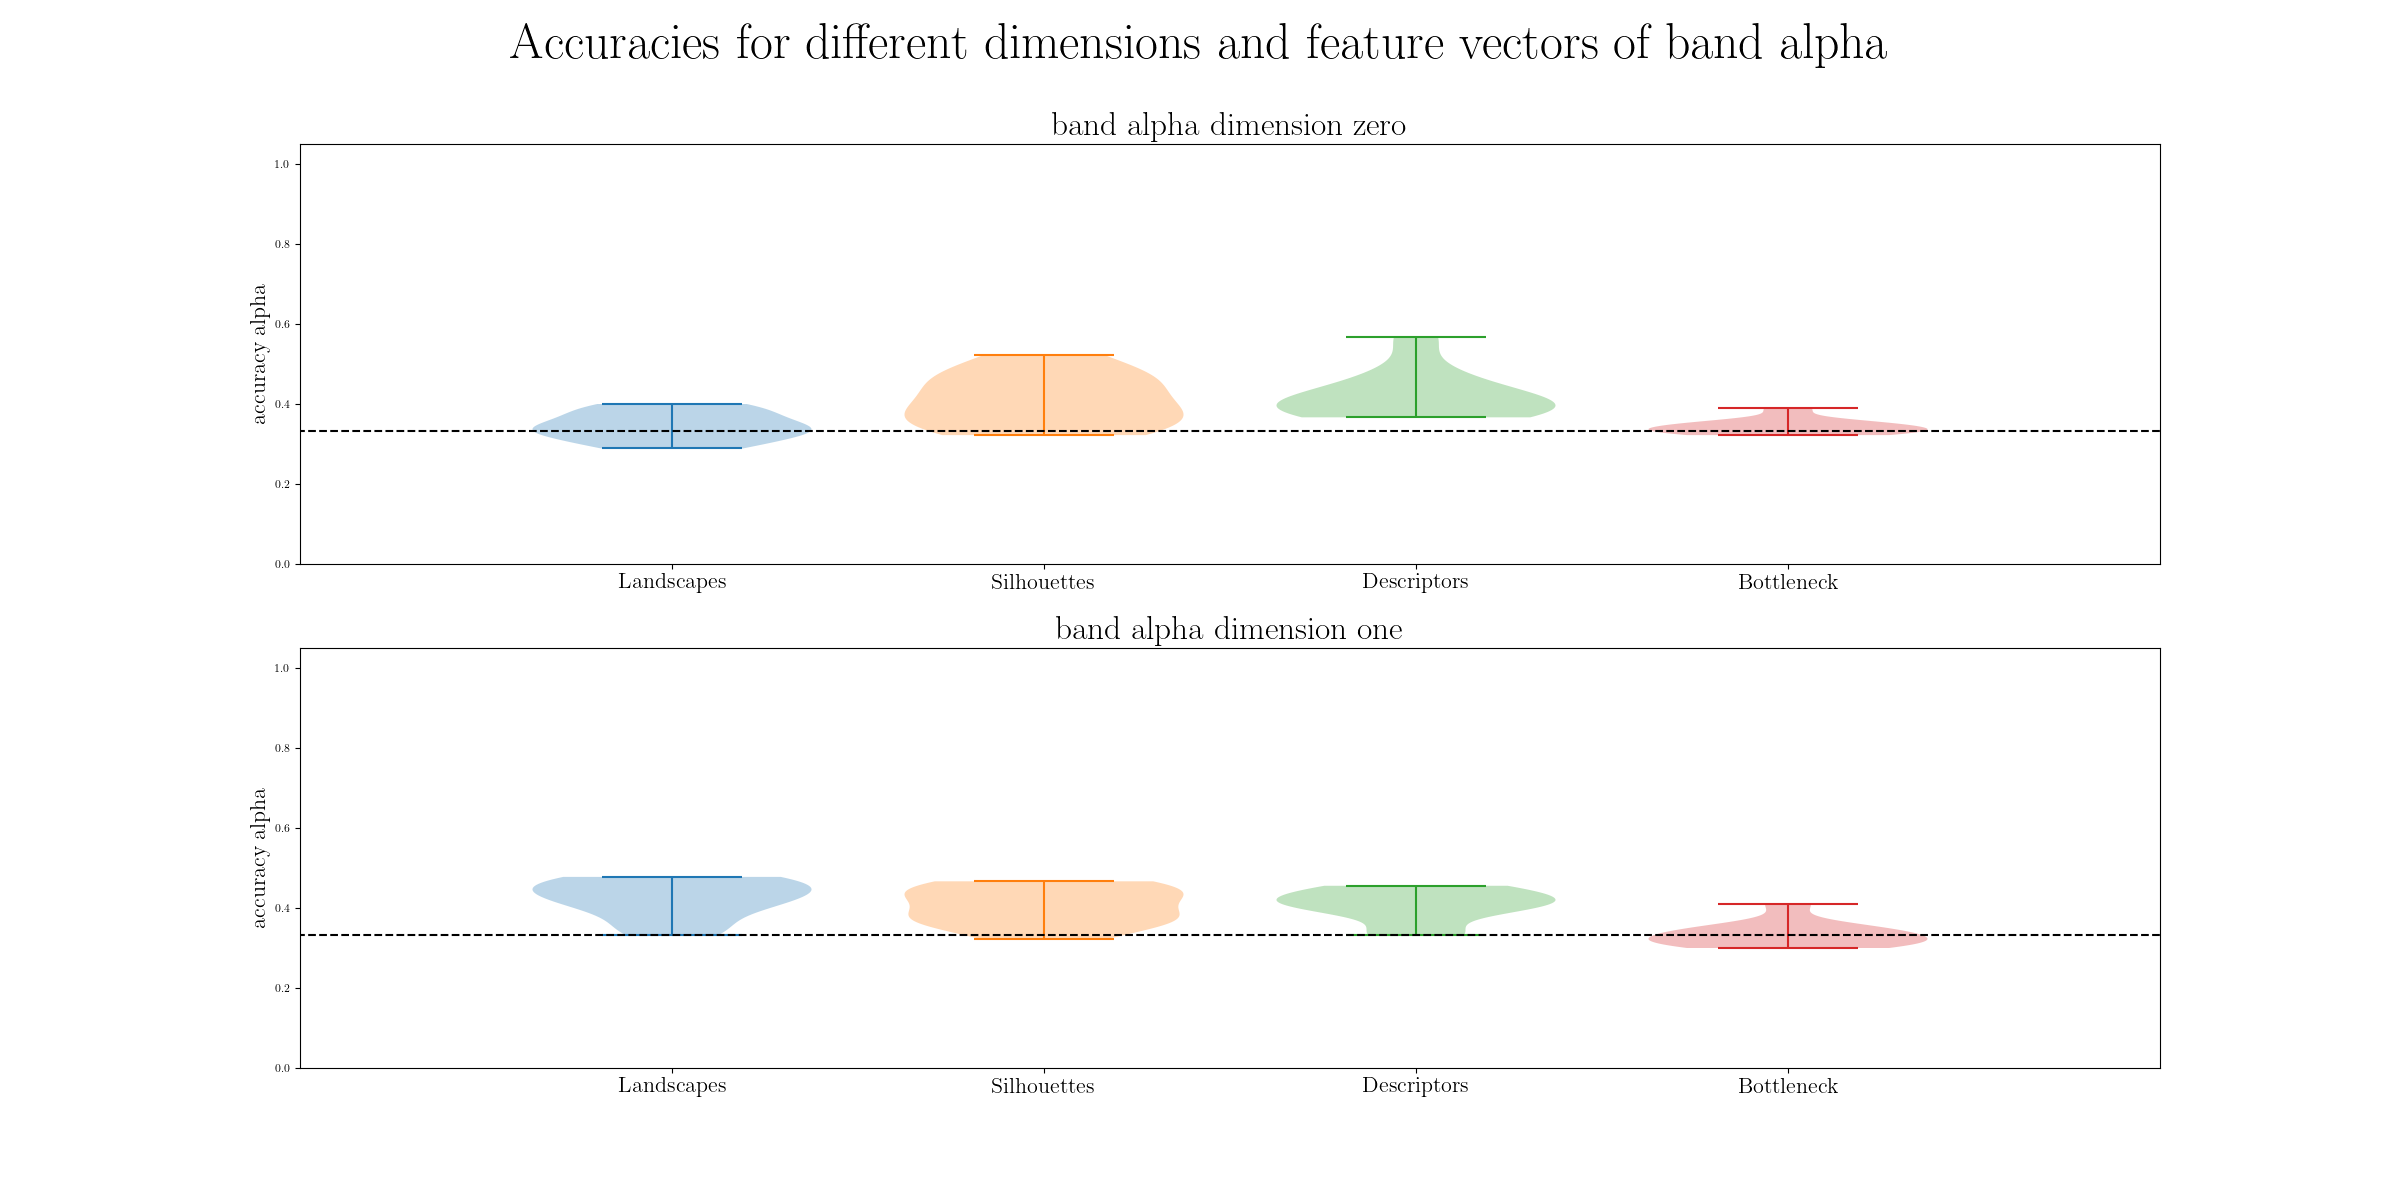 Accuracies for different dimensions and feature vectors of band alpha
band alpha dimension zero
accuracy alpha
1.0
0.8
0.6
0.4
0.2
0.0
Landscapes Silhouettes Descriptors Bottleneck
band alpha dimension one
accuracy alpha
1.0
0.8
0.6
0.4
0.2
0.0
Landscapes Silhouettes Descriptors Bottleneck